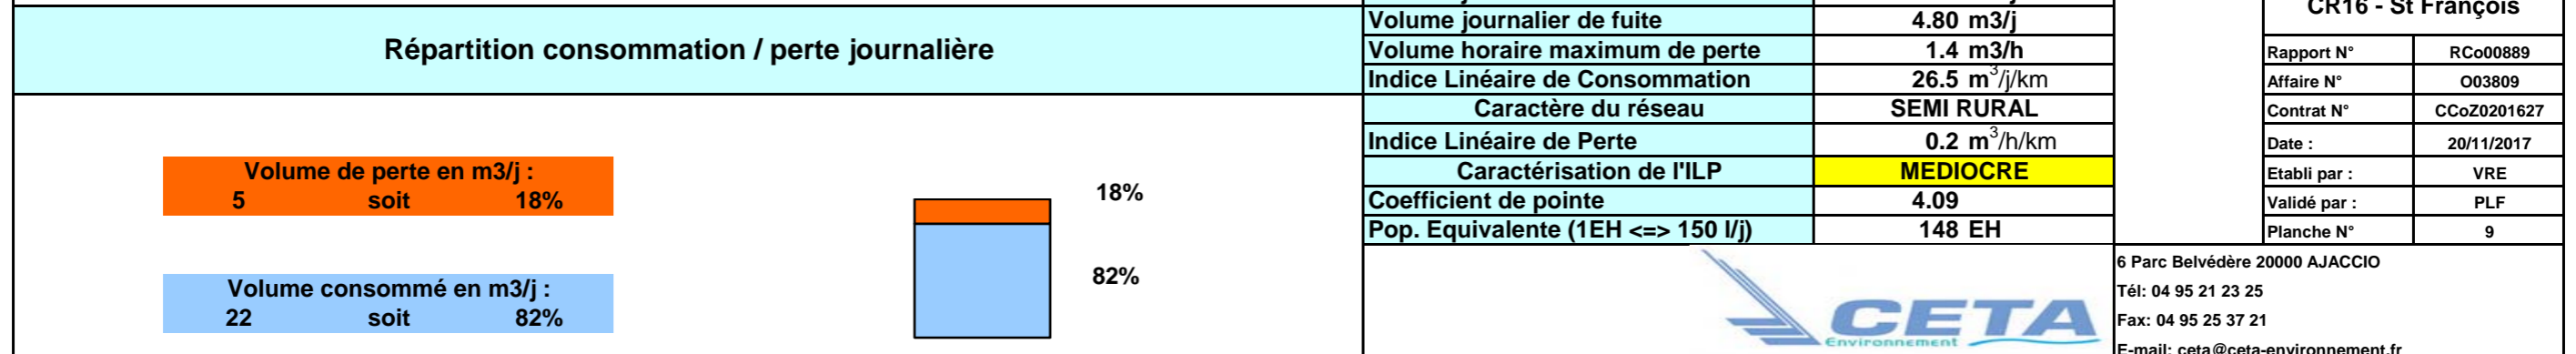 CR16 - St François
Répartition consommation / perte journalière
Volume journalier de fuite 4.80 m3/j
Volume horaire maximum de perte 1.4 m3/h
Indice Linéaire de Consommation 26.5 m³/j/km
Caractère du réseau SEMI RURAL
Indice Linéaire de Perte 0.2 m³/h/km
Caractérisation de l'ILP MEDIOCRE
Coefficient de pointe 4.09
Pop. Equivalente (1EH <=> 150 l/j) 148 EH
Rapport N° RCo00889
Affaire N° O03809
Contrat N° CCoZ0201627
Date : 20/11/2017
Etabli par : VRE
Validé par : PLF
Planche N° 9
Volume de perte en m3/j :
5 soit 18%
18%
82%
Volume consommé en m3/j :
22 soit 82%
CETA
Environnement
6 Parc Belvédère 20000 AJACCIO
Tél: 04 95 21 23 25
Fax: 04 95 25 37 21
E-mail: ceta@ceta-environnement.fr